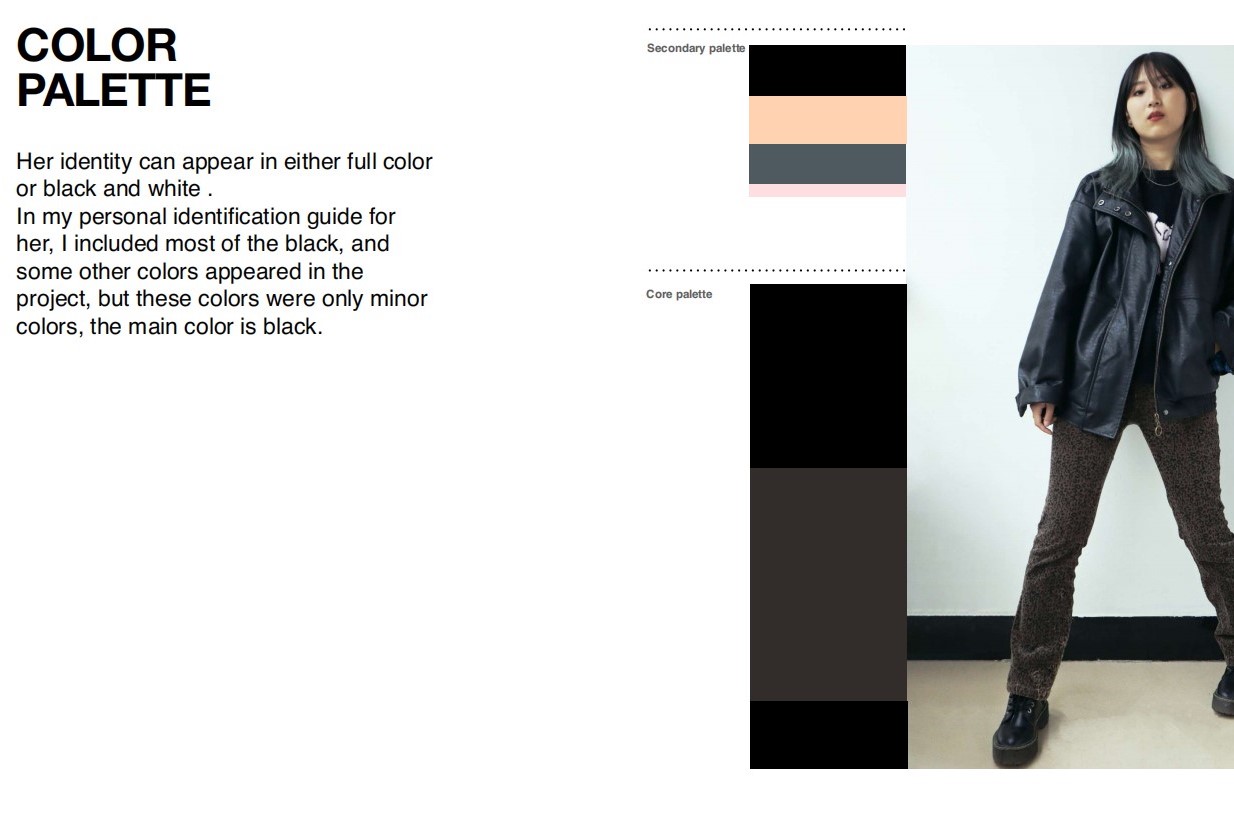 COLOR
PALETTE
Her identity can appear in either full color
or black and white .
In my personal identification guide for
her, I included most of the black, and
some other colors appeared in the
project, but these colors were only minor
colors, the main color is black.
Secondary palette
Core palette